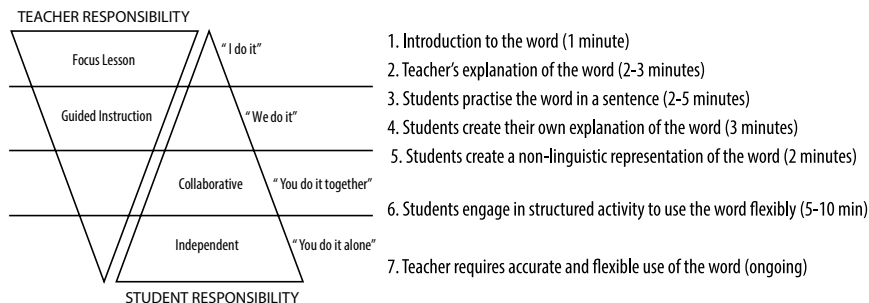 TEACHER RESPONSIBILITY
Focus Lesson
“ I do it”
Guided Instruction
“ We do it”
Collaborative
“ You do it together”
Independent
“ You do it alone”
STUDENT RESPONSIBILITY
1. Introduction to the word (1 minute)
2. Teacher’s explanation of the word (2-3 minutes)
3. Students practise the word in a sentence (2-5 minutes)
4. Students create their own explanation of the word (3 minutes)
5. Students create a non-linguistic representation of the word (2 minutes)
6. Students engage in structured activity to use the word flexibly (5-10 min)
7. Teacher requires accurate and flexible use of the word (ongoing)